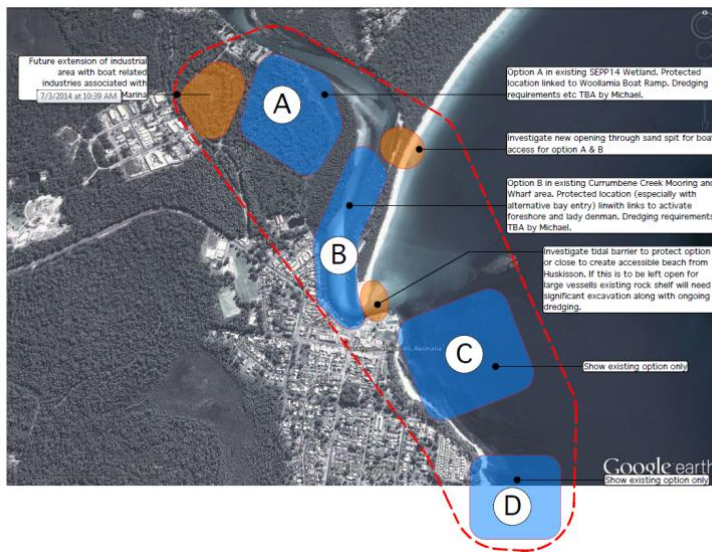 Future extension of industrial
area with boat related
industries associated with
7/3/2014 at 10:39 AM Marina
A
Option A in existing SEPP14 Wetland. Protected
location linked to Woollamia Boat Ramp. Dredging
requirements etc TBA by Michael.
Investigate new opening through sand spit for boat
access for option A & B
Option B in existing Currumbene Creek Mooring and
Wharf area. Protected location (especially with
alternative bay entry) linwith links to activate
foreshore and lady denman. Dredging requirements
TBA by Michael.
B
Investigate tidal barrier to protect option
or close to create accessible beach from
Huskisson. If this is to be left open for
large vessells existing rock shelf will need
significant excavation along with ongoing
dredging.
C
Australia
Show existing option only
Google earth
Show existing option only
D